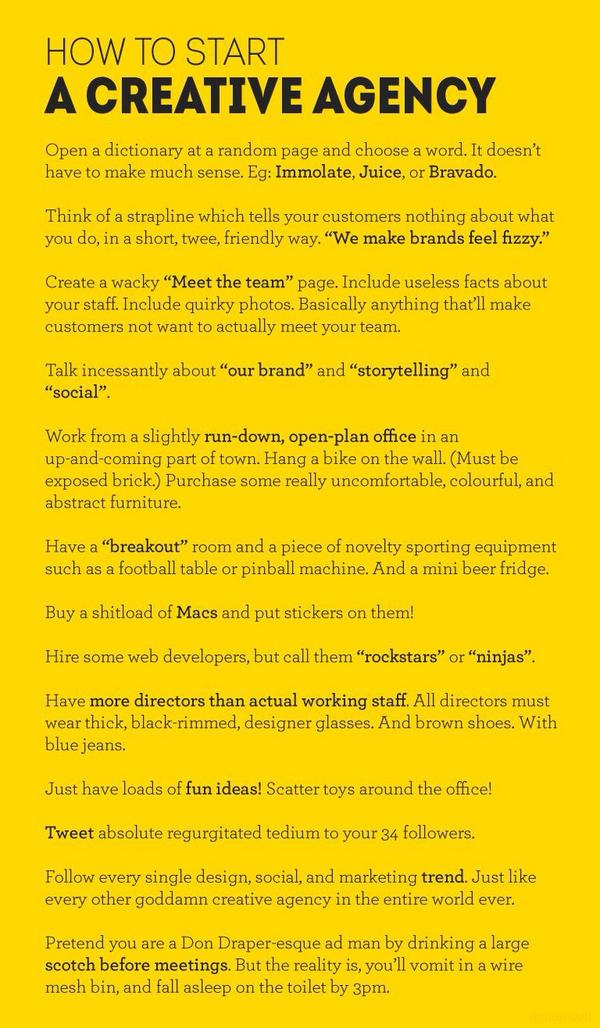 HOW TO START
A CREATIVE AGENCY
Open a dictionary at a random page and choose a word. It doesn’t
have to make much sense. Eg: Immolate, Juice, or Bravado.
Think of a strapline which tells your customers nothing about what
you do, in a short, twee, friendly way. “We make brands feel fizzy.”
Create a wacky “Meet the team” page. Include useless facts about
your staff. Include quirky photos. Basically anything that’ll make
customers not want to actually meet your team.
Talk incessantly about “our brand” and “storytelling” and
“social”.
Work from a slightly run-down, open-plan office in an
up-and-coming part of town. Hang a bike on the wall. (Must be
exposed brick.) Purchase some really uncomfortable, colourful, and
abstract furniture.
Have a “breakout” room and a piece of novelty sporting equipment
such as a football table or pinball machine. And a mini beer fridge.
Buy a shitload of Macs and put stickers on them!
Hire some web developers, but call them “rockstars” or “ninjas”.
Have more directors than actual working staff. All directors must
wear thick, black-rimmed, designer glasses. And brown shoes. With
blue jeans.
Just have loads of fun ideas! Scatter toys around the office!
Tweet absolute regurgitated tedium to your 34 followers.
Follow every single design, social, and marketing trend. Just like
every other goddamn creative agency in the entire world ever.
Pretend you are a Don Draper-esque ad man by drinking a large
scotch before meetings. But the reality is, you’ll vomit in a wire
mesh bin, and fall asleep on the toilet by 3pm.